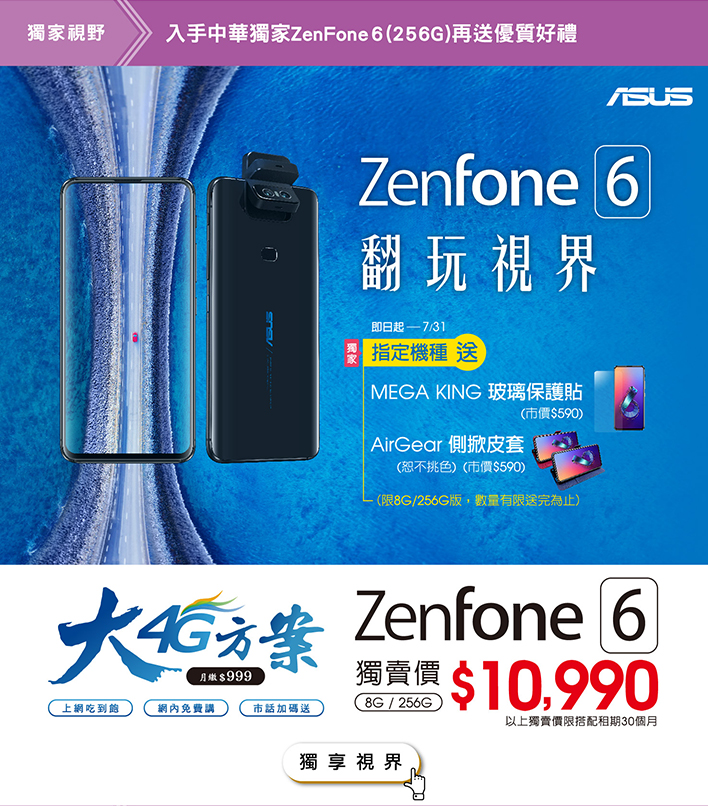 獨家視野
入手中華獨家ZenFone 6(256G)再送優質好禮
ASUS
Zenfone 6
翻玩視界
ASUS
即日起 — 7/31
獨家
指定機種 送
MEGA KING 玻璃保護貼
(市價$590)
AirGear 側掀皮套
(恕不挑色) (市價$590)
(限8G/256G版，數量有限送完為止)
大4G方案
月繳 $999
上網吃到飽
網內免費講
市話加碼送
Zenfone 6
獨賣價
8G / 256G
$10,990
以上獨賣價限搭配租期30個月
獨享視界